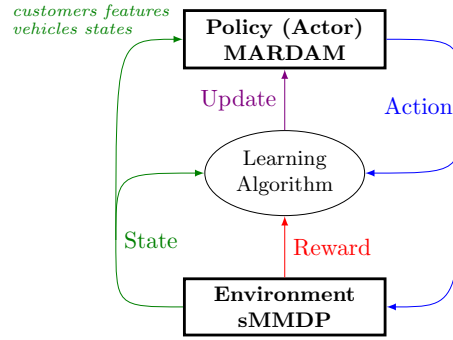 customers features
vehicles states
Policy (Actor)
MARDAM
Update
Action
Learning
Algorithm
State
Reward
Environment
sMMDP